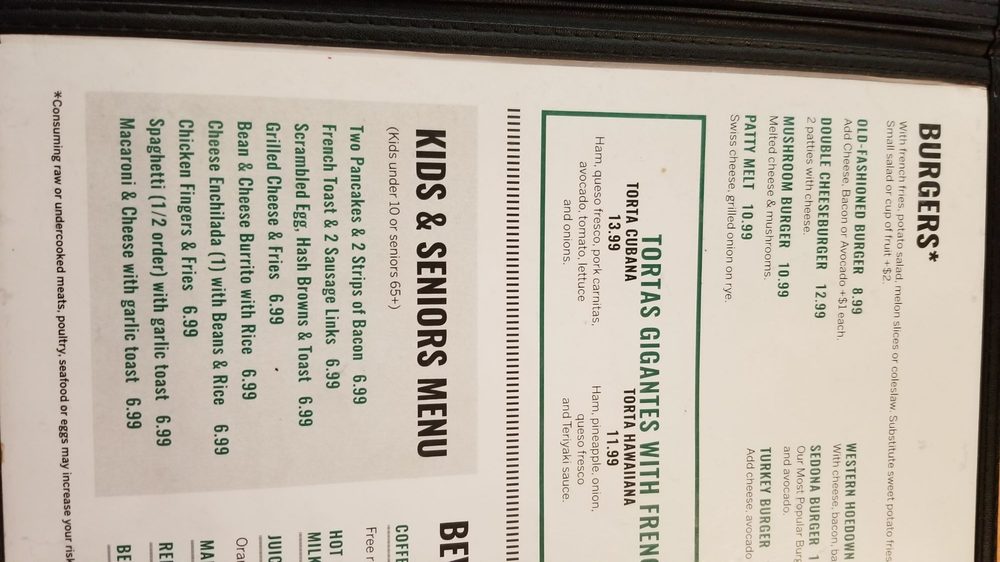 BURGERS*
With french fries, potato salad, melon slices or coleslaw. Substitute sweet potato fries
Small salad or cup of fruit +$2.
OLD-FASHIONED BURGER 8.99
Add Cheese, Bacon or Avocado +$1 each.
DOUBLE CHEESEBURGER 12.99
2 patties with cheese.
MUSHROOM BURGER 10.99
Melted cheese & mushrooms.
PATTY MELT 10.99
Swiss cheese, grilled onion on rye.
WESTERN HOEDOWN
With cheese, bacon,
SEDONA BURGER
Our Most Popular
and avocado.
TURKEY BURGER
Add cheese, avocado
TORTAS GIGANTES WITH
TORTA CUBANA
13.99
Ham, queso fresco, pork carnitas,
avocado, tomato, lettuce
and onions.
TORTA HAWAIIANA
11.99
Ham, pineapple, onion,
queso fresco
and Teriyaki sauce.
KIDS & SENIORS MENU
(Kids under 10 or seniors 65+)
Two Pancakes & 2 Strips of Bacon 6.99
French Toast & 2 Sausage Links 6.99
Scrambled Egg, Hash Browns & Toast 6.99
Grilled Cheese & Fries 6.99
Bean & Cheese Burrito with Rice 6.99
Cheese Enchilada (1) with Beans & Rice 6.99
Chicken Fingers & Fries 6.99
Spaghetti (1/2 order) with garlic toast 6.99
Macaroni & Cheese with garlic toast 6.99
BEV
COFFE
Free r
HOT
MILK
JUIC
Ora
MA
RE
BE
*Consuming raw or undercooked meats, poultry, seafood or eggs may increase your risk